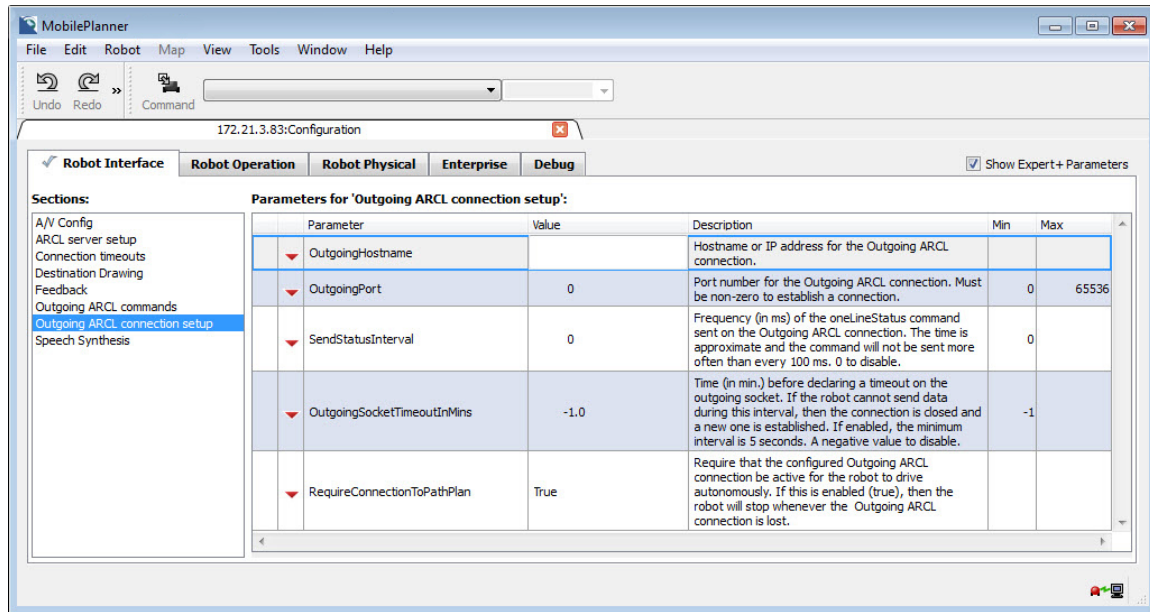 MobilePlanner
File Edit Robot Map View Tools Window Help
Undo Redo » Command
172.21.3.83:Configuration
Robot Interface Robot Operation Robot Physical Enterprise Debug Show Expert+ Parameters
Sections: Parameters for 'Outgoing ARCL connection setup':
A/V Config
ARCL server setup
Connection timeouts
Destination Drawing
Feedback
Outgoing ARCL commands
Outgoing ARCL connection setup
Speech Synthesis
Parameter Value Description Min Max
OutgoingHostname
Hostname or IP address for the Outgoing ARCL
connection.
OutgoingPort 0
Port number for the Outgoing ARCL connection. Must
be non-zero to establish a connection.
0 65536
SendStatusInterval 0
Frequency (in ms) of the oneLineStatus command
sent on the Outgoing ARCL connection. The time is
approximate and the command will not be sent more
often than every 100 ms. 0 to disable.
0
OutgoingSocketTimeoutInMins -1.0
Time (in min.) before declaring a timeout on the
outgoing socket. If the robot cannot send data
during this interval, then the connection is closed and
a new one is established. If enabled, the minimum
interval is 5 seconds. A negative value to disable.
-1
RequireConnectionToPathPlan True
Require that the configured Outgoing ARCL
connection be active for the robot to drive
autonomously. If this is enabled (true), then the
robot will stop whenever the Outgoing ARCL
connection is lost.